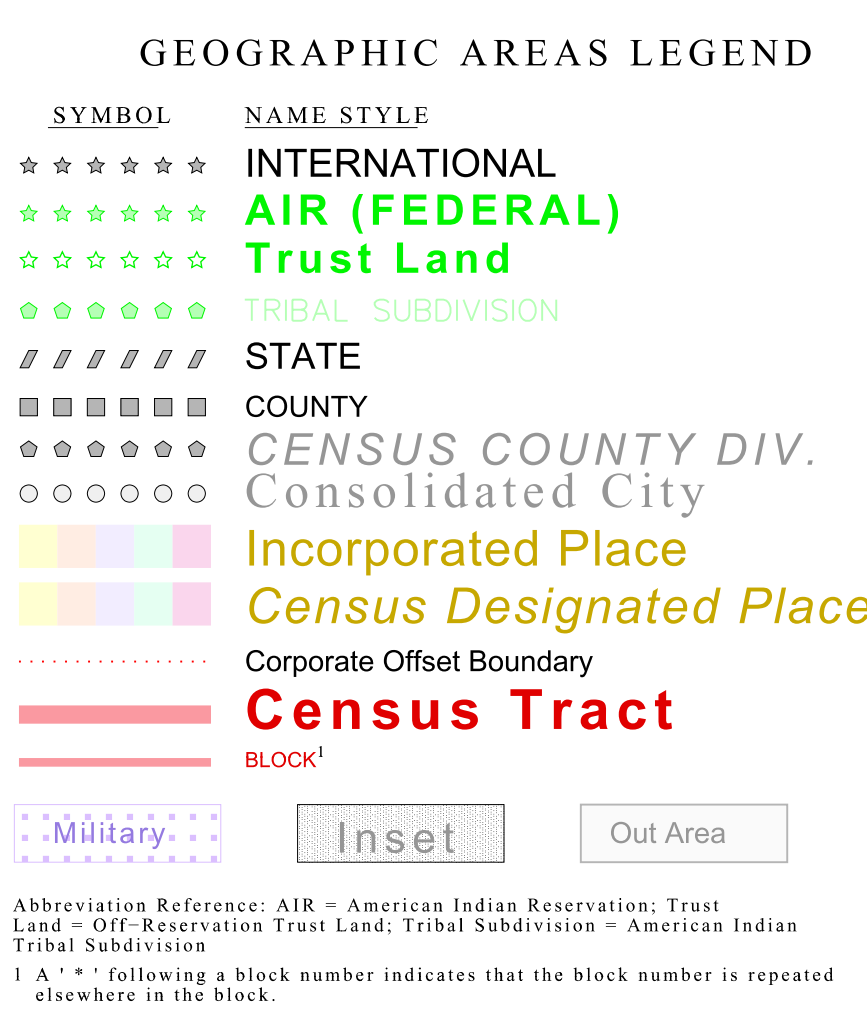 GEOGRAPHIC AREAS LEGEND
SYMBOL NAME STYLE
INTERNATIONAL
AIR (FEDERAL)
Trust Land
TRIBAL SUBDIVISION
STATE
COUNTY
CENSUS COUNTY DIV.
Consolidated City
Incorporated Place
Census Designated Place
Corporate Offset Boundary
Census Tract
BLOCK1
Military Inset Out Area
Abbreviation Reference: AIR = American Indian Reservation; Trust
Land = Off−Reservation Trust Land; Tribal Subdivision = American Indian
Tribal Subdivision
1 A ' * ' following a block number indicates that the block number is repeated
elsewhere in the block.